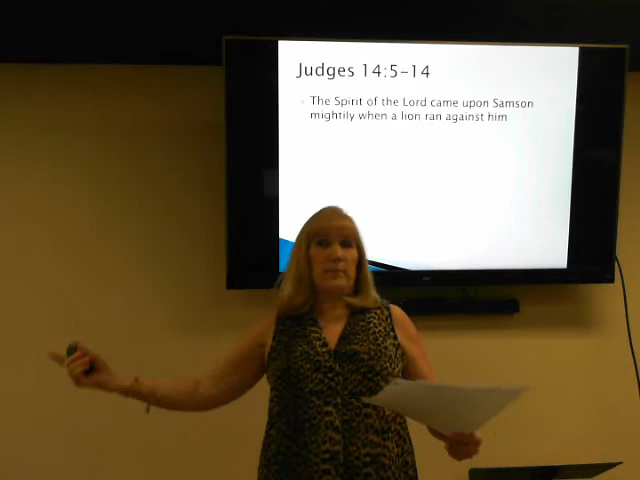 Judges 14:5-14
The Spirit of the Lord came upon Samson
mightily when a lion ran against him